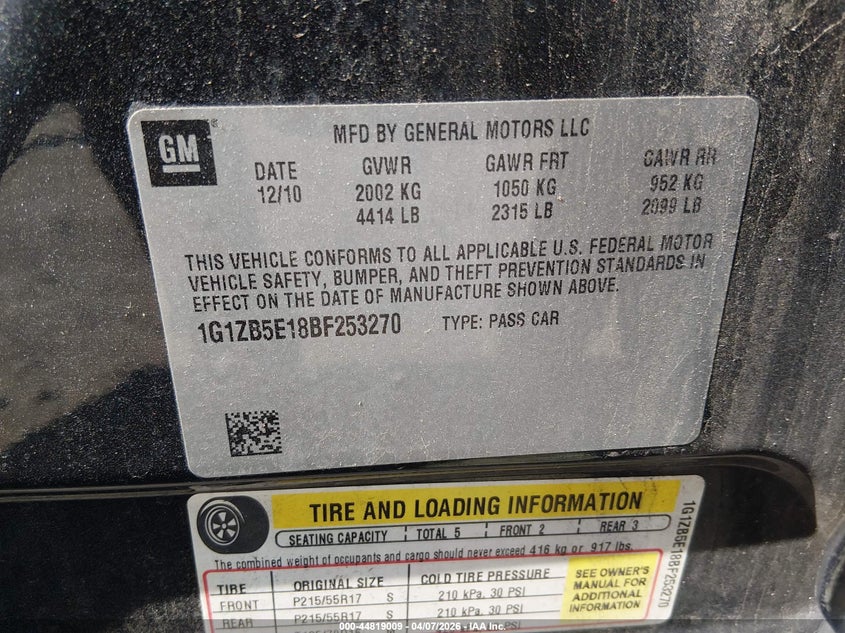 GM
MFD BY GENERAL MOTORS LLC
DATE GVWR GAWR FRT GAWR RR
12/10 2002 KG 1050 KG 952 KG
4414 LB 2315 LB 2099 LB
THIS VEHICLE CONFORMS TO ALL APPLICABLE U.S. FEDERAL MOTOR
VEHICLE SAFETY, BUMPER, AND THEFT PREVENTION STANDARDS IN
EFFECT ON THE DATE OF MANUFACTURE SHOWN ABOVE.
1G1ZB5E18BF253270 TYPE: PASS CAR
TIRE AND LOADING INFORMATION
SEATING CAPACITY TOTAL 5 FRONT 2 REAR 3
The combined weight of occupants and cargo should never exceed 416 kg or 917 lbs.
TIRE ORIGINAL SIZE COLD TIRE PRESSURE
FRONT P215/55R17 S 210 kPa, 30 PSI
REAR P215/55R17 S 210 kPa, 30 PSI
SEE OWNER'S
MANUAL FOR
ADDITIONAL
INFORMATION
1G1ZB5E18BF253270
000-44819009 - 04/07/2026 - IAA Inc.